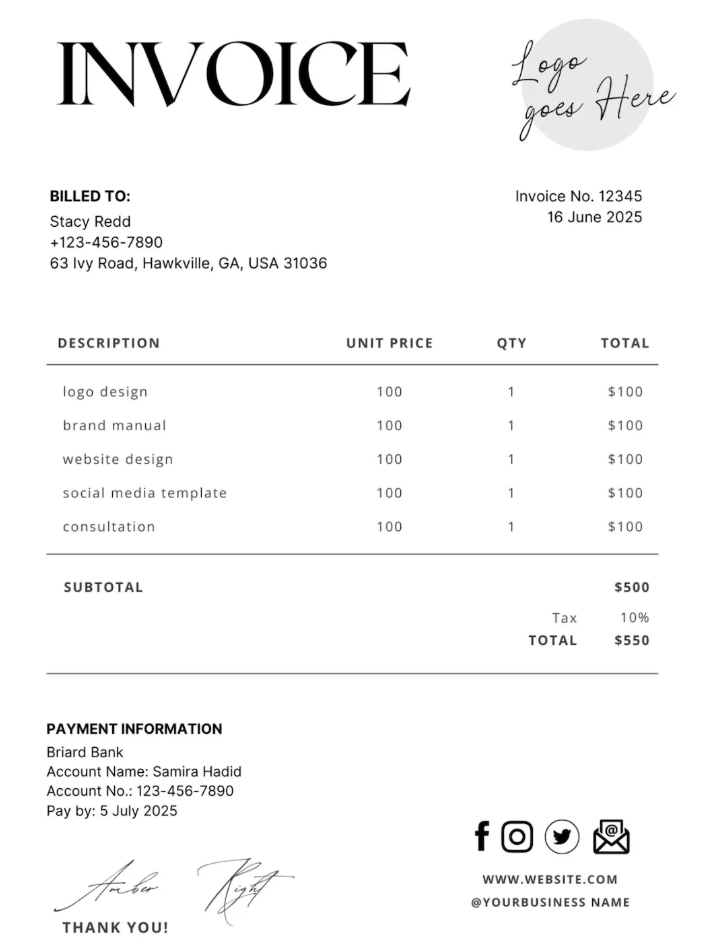 INVOICE
Logo
goes Here
BILLED TO:
Stacy Redd
+123-456-7890
63 Ivy Road, Hawkville, GA, USA 31036
Invoice No. 12345
16 June 2025
DESCRIPTION UNIT PRICE QTY TOTAL
logo design 100 1 $100
brand manual 100 1 $100
website design 100 1 $100
social media template 100 1 $100
consultation 100 1 $100
SUBTOTAL $500
Tax 10%
TOTAL $550
PAYMENT INFORMATION
Briard Bank
Account Name: Samira Hadid
Account No.: 123-456-7890
Pay by: 5 July 2025
Amber Right
THANK YOU!
f @
WWW.WEBSITE.COM
@YOURBUSINESS NAME